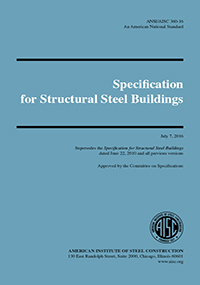 ANSI/AISC 360-16
An American National Standard
Specification
for Structural Steel Buildings
July 7, 2016
Supersedes the Specification for Structural Steel Buildings
dated June 22, 2010 and all previous versions
Approved by the Committee on Specifications
AISC
AMERICAN INSTITUTE OF STEEL CONSTRUCTION
130 East Randolph Street, Suite 2000, Chicago, Illinois 60601
www.aisc.org